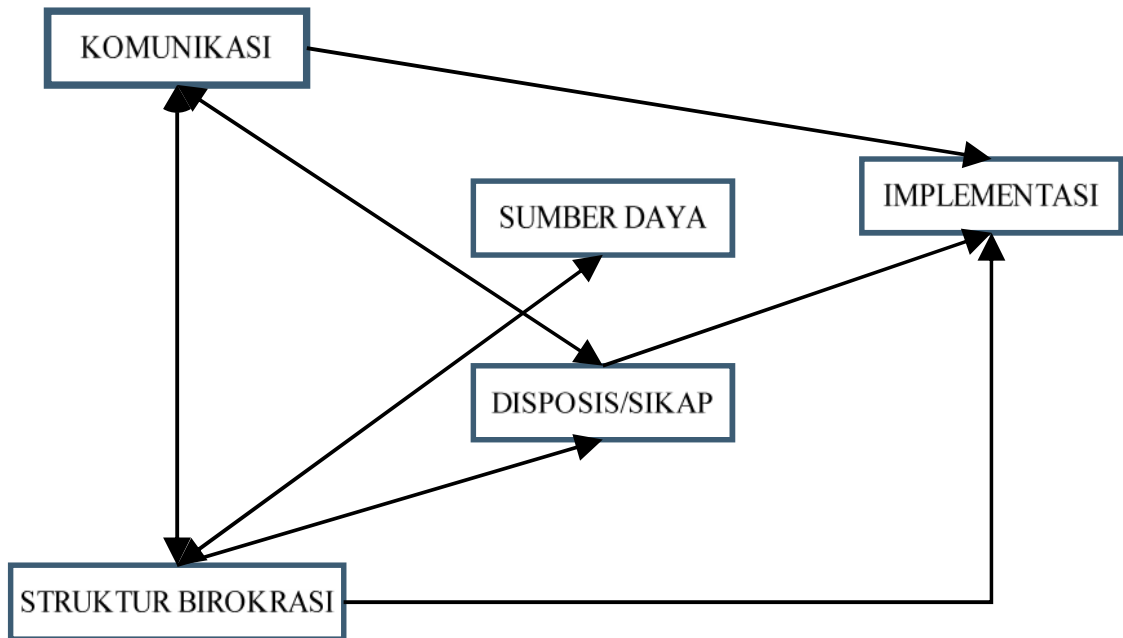 KOMUNIKASI
SUMBER DAYA
IMPLEMENTASI
DISPOSIS/SIKAP
STRUKTUR BIROKRASI